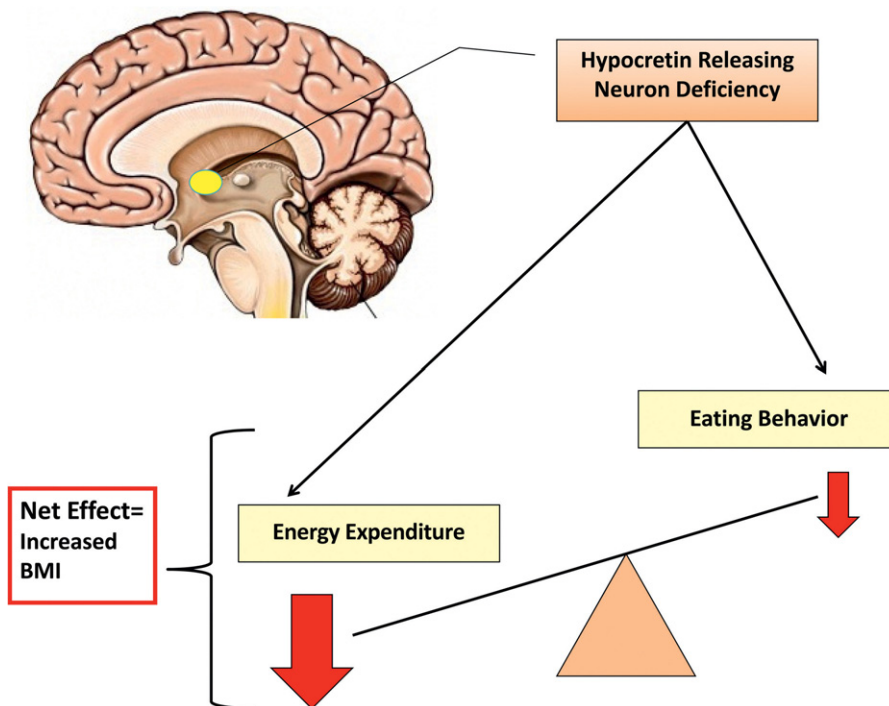 Hypocretin Releasing
Neuron Deficiency
Eating Behavior
Net Effect=
Increased
BMI
Energy Expenditure